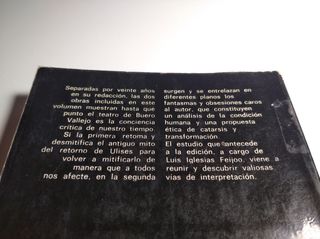 Separadas por veinte años
en su redacción, las dos
obras incluidas en este
volumen muestran hasta que
punto el teatro de Buero
Vallejo es la conciencia
crítica de nuestro tiempo.
Si la primera retoma y
desmitifica el antiguo mito
del retorno de Ulises para
volver a mitificarlo de
manera que a todos
nos afecte, en la segunda
surgen y se entrelazan en
diferentes planos los
fantasmas y obsesiones caros
al autor, que constituyen
un análisis de la condición
humana y una propuesta
ética de catarsis y
transformación.
El estudio que antecede
a la edición, a cargo de
Luis Iglesias Feijoo, viene a
reunir y descubrir valiosas
vías de interpretación.